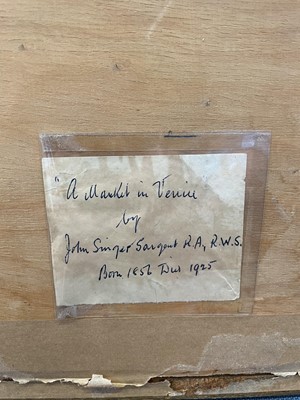 "A Market in Venice"
by
John Singer Sargent R.A, R.W.S.
Born 1856 Died 1925